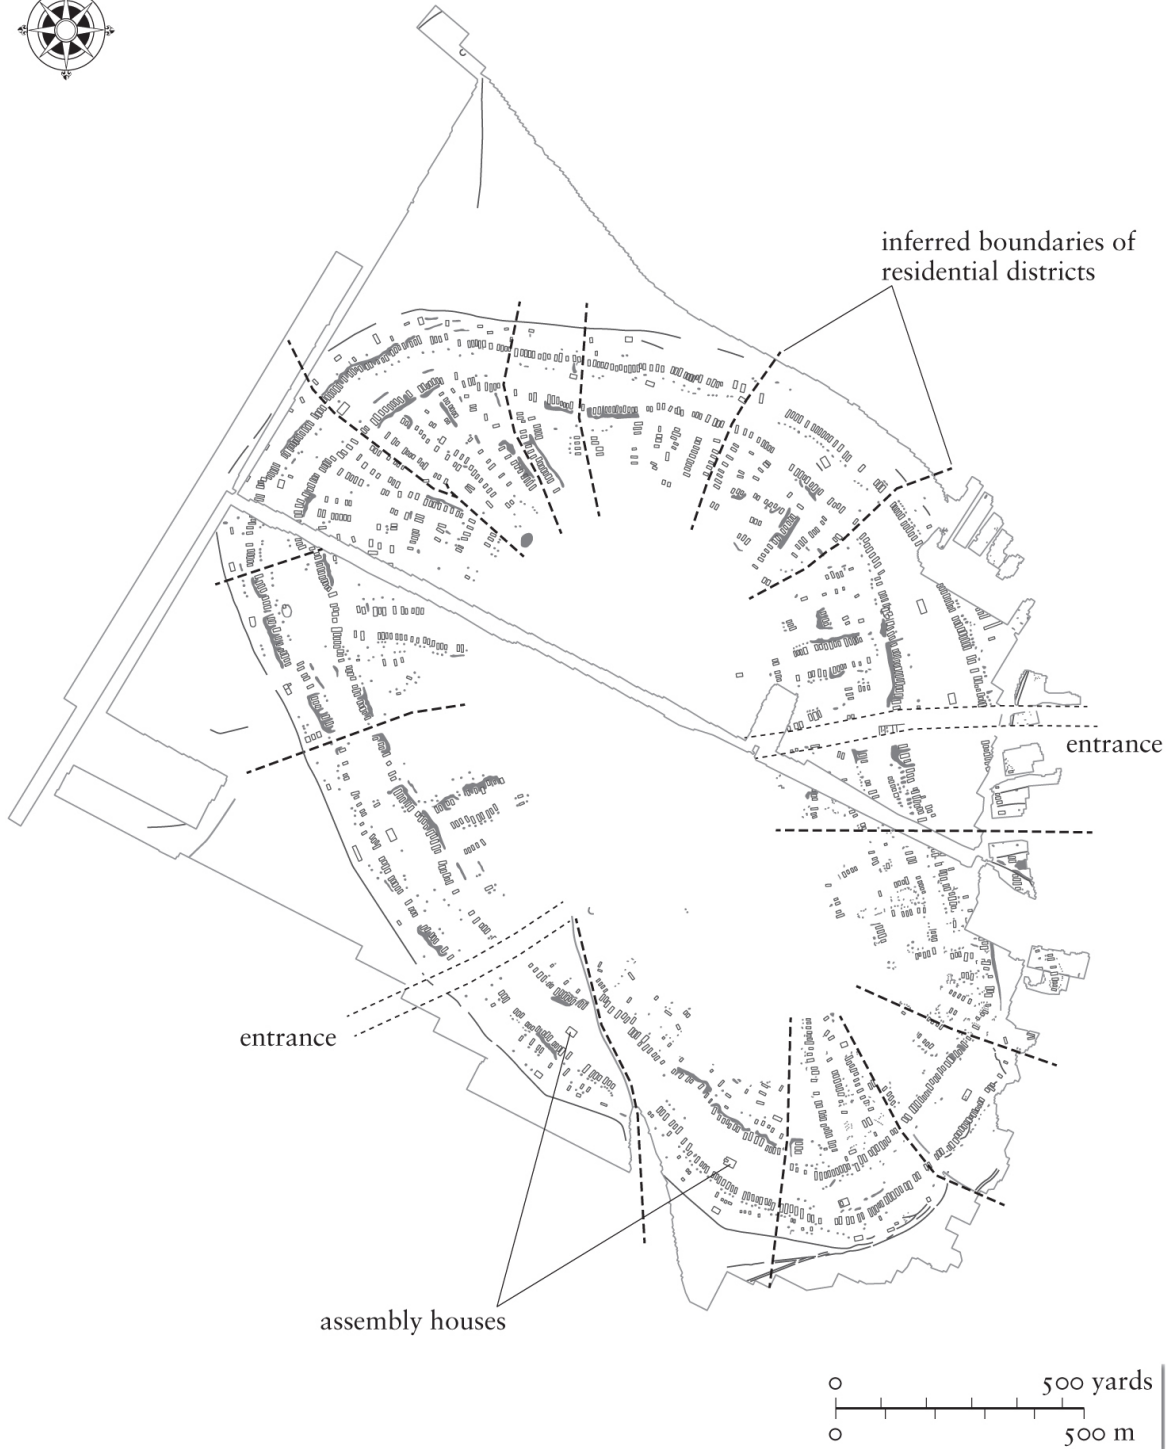 inferred boundaries of
residential districts
entrance
entrance
assembly houses
0 500 yards
0 500 m